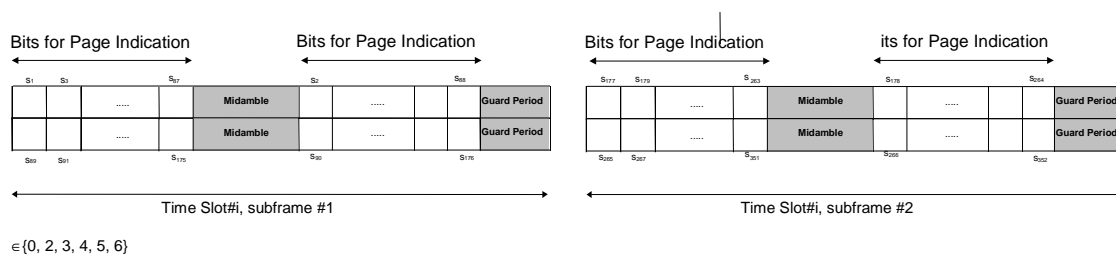 Bits for Page Indication Bits for Page Indication Bits for Page Indication its for Page Indication
S1 S3 S87 S2 S88 S177 S179 S263 S178 S264
..... Midamble ..... Guard Period ..... Midamble ..... Guard Period
..... Midamble ..... Guard Period ..... Midamble ..... Guard Period
S89 S91 S175 S90 S176 S265 S267 S351 S266 S352
Time Slot#i, subframe #1 Time Slot#i, subframe #2
∈{0, 2, 3, 4, 5, 6}